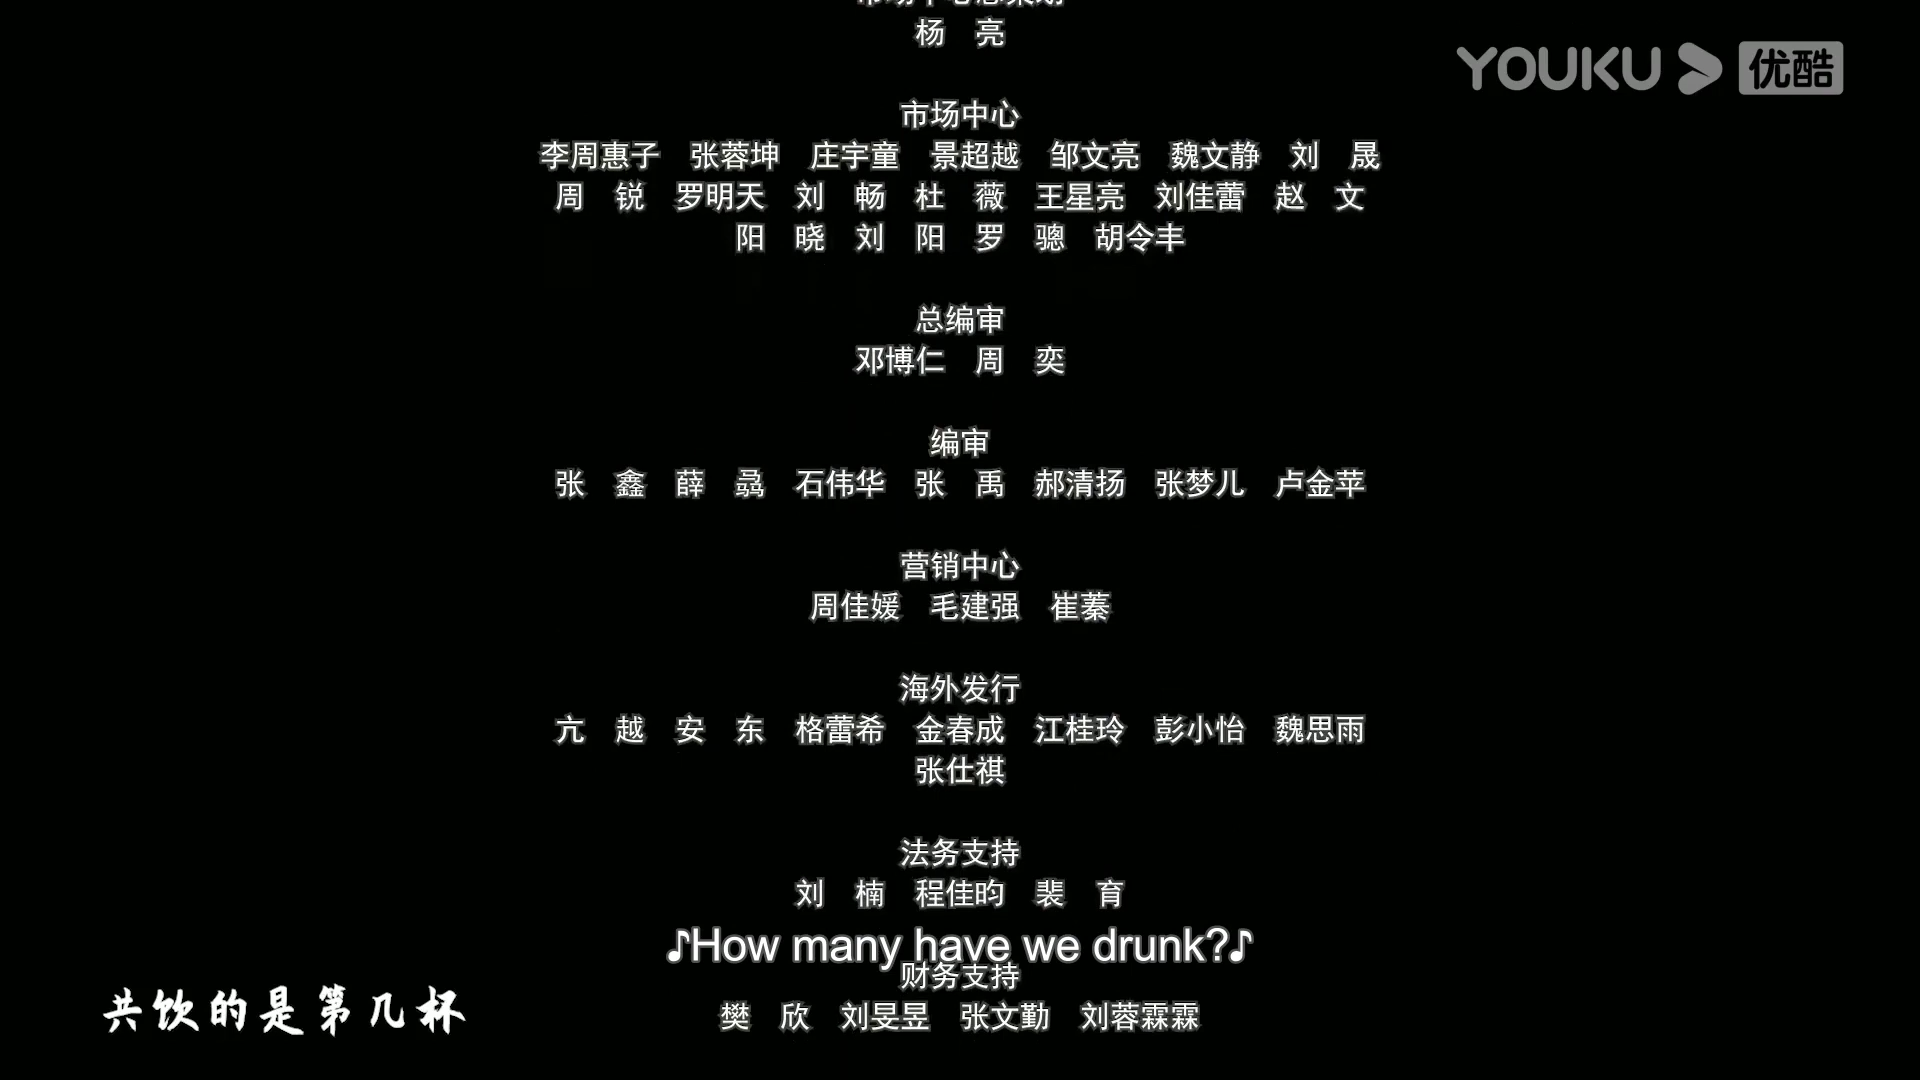 杨 亮
YOUKU 优酷
市场中心
李周惠子 张蓉坤 庄宇童 景超越 邹文亮 魏文静 刘 晟
周 锐 罗明天 刘 畅 杜 薇 王星亮 刘佳蕾 赵 文
阳 晓 刘 阳 罗 骢 胡令丰
总编审
邓博仁 周 奕
编审
张 鑫 薛 骉 石伟华 张 禹 郝清扬 张梦儿 卢金苹
营销中心
周佳媛 毛建强 崔蓁
海外发行
亢 越 安 东 格蕾希 金春成 江桂玲 彭小怡 魏思雨
张仕祺
法务支持
刘 楠 程佳昀 裴 育
♪How many have we drunk?♪
财务支持
樊 欣 刘旻昱 张文勤 刘蓉霖霖
共饮的是第几杯